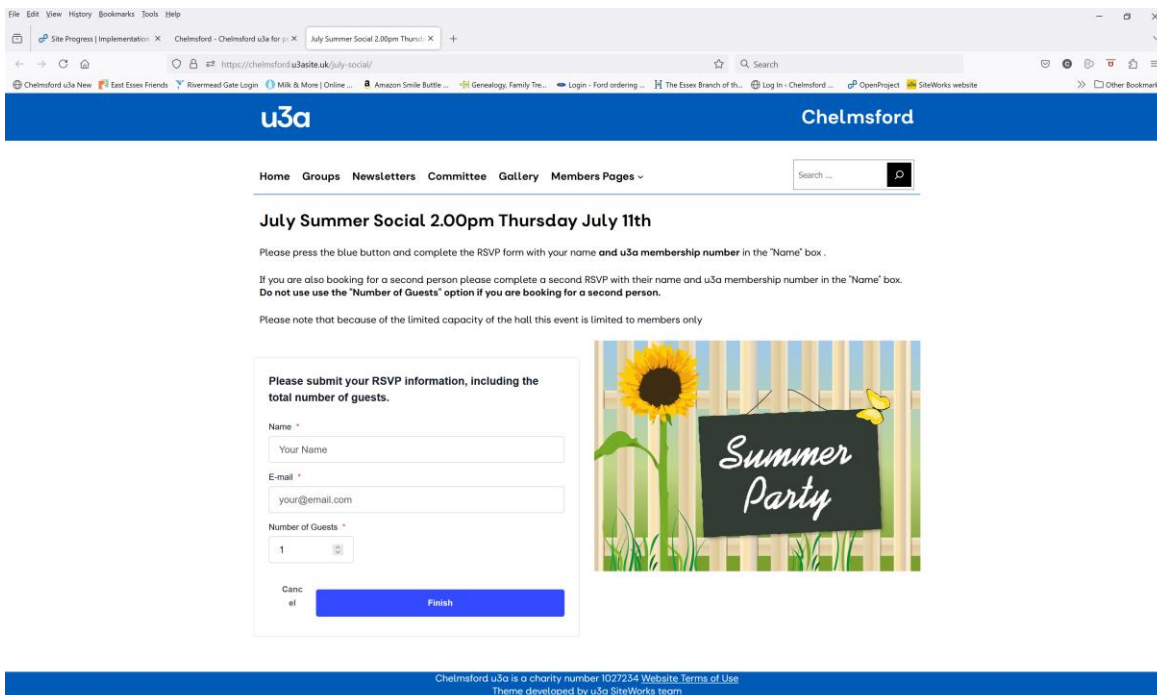 File Edit View History Bookmarks Tools Help
Site Progress | Implementation Chelmsford - Chelmsford u3a for p July Summer Social 2.00pm Thursd
https://chelmsford.u3asite.uk/july-social/ Search
Chelmsford u3a New East Essex Friends Rivermead Gate Login Milk & More | Online ... Amazon Smile Buttle ... Genealogy, Family Tre... Login - Ford ordering ... The Essex Branch of th... Log In ‹ Chelmsford ... OpenProject SiteWorks website Other Bookmark
u3a Chelmsford
Home Groups Newsletters Committee Gallery Members Pages Search ...
July Summer Social 2.00pm Thursday July 11th
Please press the blue button and complete the RSVP form with your name and u3a membership number in the "Name" box .
If you are also booking for a second person please complete a second RSVP with their name and u3a membership number in the "Name" box.
Do not use use the "Number of Guests" option if you are booking for a second person.
Please note that because of the limited capacity of the hall this event is limited to members only
Please submit your RSVP information, including the
total number of guests.
Name *
Your Name
E-mail *
your@email.com
Number of Guests *
1
Canc
el
Finish
Summer
Party
Chelmsford u3a is a charity number 1027234 Website Terms of Use
Theme developed by u3a SiteWorks team